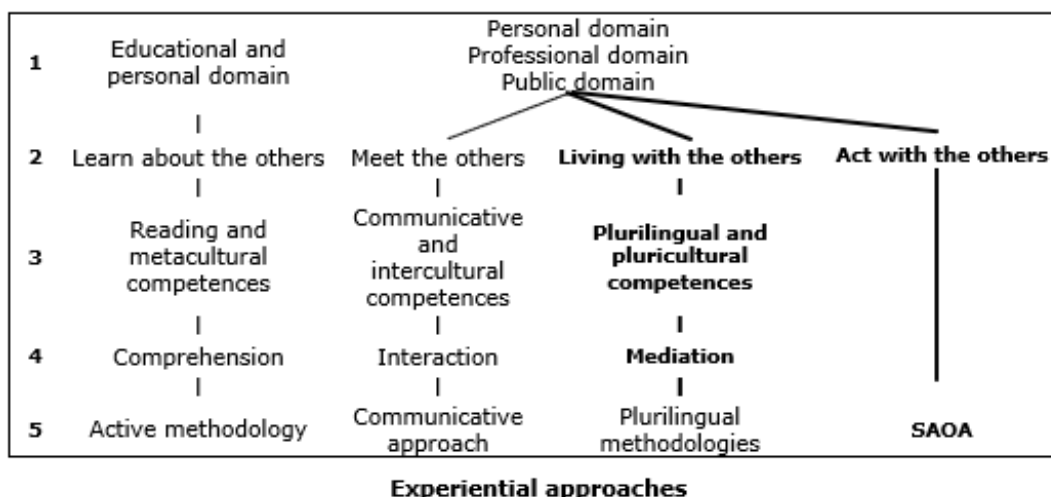 1
Educational and
personal domain
Personal domain
Professional domain
Public domain
2
Learn about the others
Meet the others
Living with the others
Act with the others
3
Reading and
metacultural
competences
Communicative
and
intercultural
competences
Plurilingual and
pluricultural
competences
4
Comprehension
Interaction
Mediation
5
Active methodology
Communicative
approach
Plurilingual
methodologies
SAOA
Experiential approaches